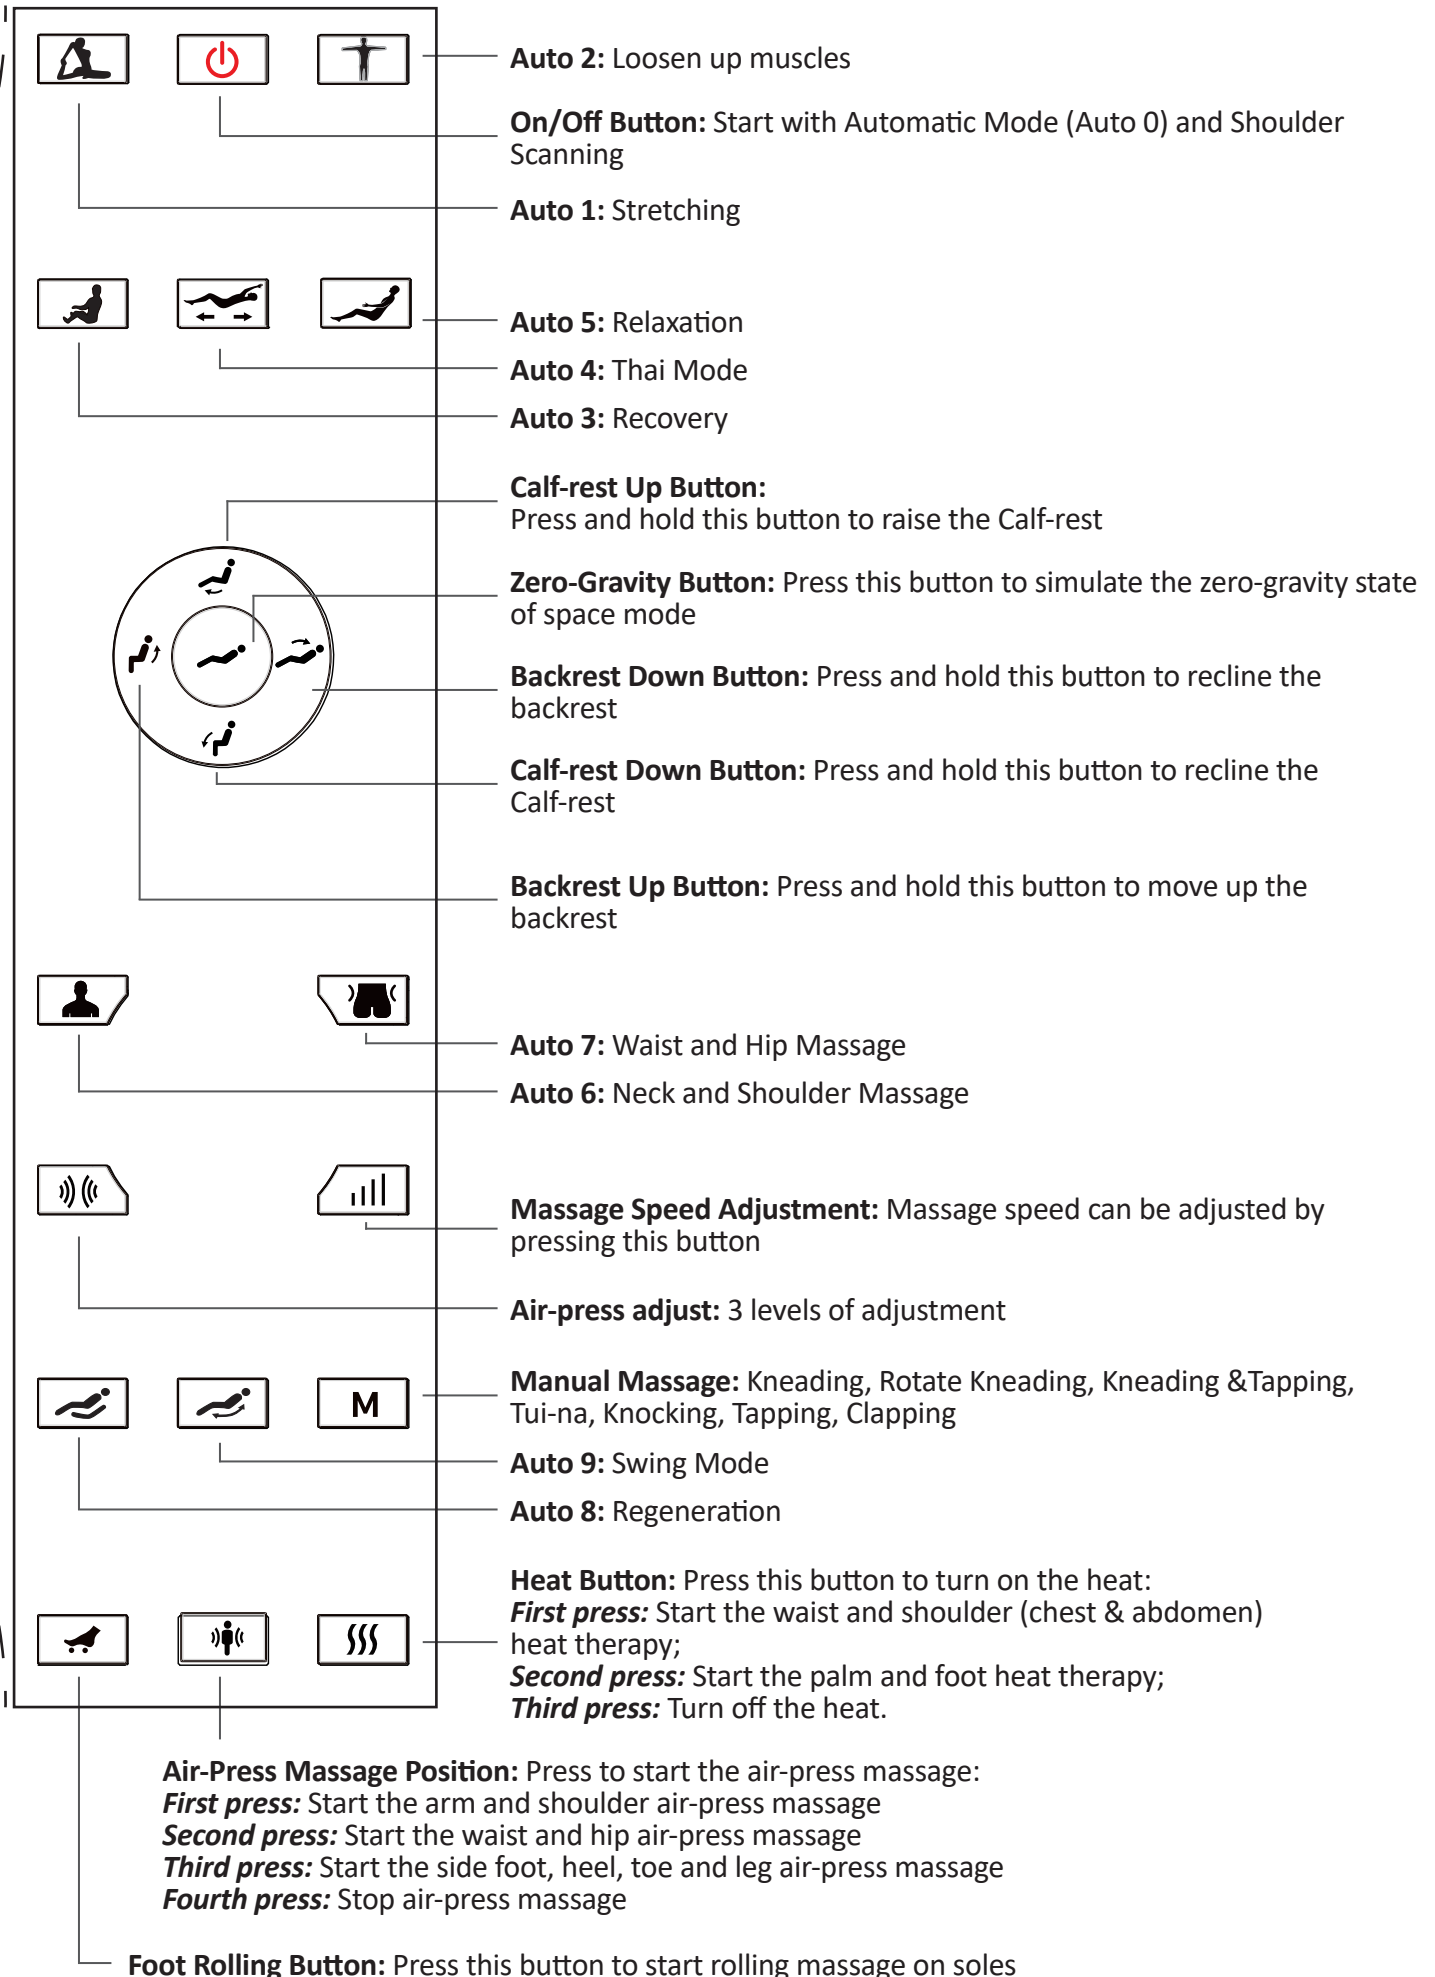 Auto 2: Loosen up muscles
On/Off Button: Start with Automatic Mode (Auto 0) and Shoulder
Scanning
Auto 1: Stretching
Auto 5: Relaxation
Auto 4: Thai Mode
Auto 3: Recovery
Calf-rest Up Button:
Press and hold this button to raise the Calf-rest
Zero-Gravity Button: Press this button to simulate the zero-gravity state
of space mode
Backrest Down Button: Press and hold this button to recline the
backrest
Calf-rest Down Button: Press and hold this button to recline the
Calf-rest
Backrest Up Button: Press and hold this button to move up the
backrest
Auto 7: Waist and Hip Massage
Auto 6: Neck and Shoulder Massage
Massage Speed Adjustment: Massage speed can be adjusted by
pressing this button
Air-press adjust: 3 levels of adjustment
M
Manual Massage: Kneading, Rotate Kneading, Kneading &Tapping,
Tui-na, Knocking, Tapping, Clapping
Auto 9: Swing Mode
Auto 8: Regeneration
Heat Button: Press this button to turn on the heat:
First press: Start the waist and shoulder (chest & abdomen)
heat therapy;
Second press: Start the palm and foot heat therapy;
Third press: Turn off the heat.
Air-Press Massage Position: Press to start the air-press massage:
First press: Start the arm and shoulder air-press massage
Second press: Start the waist and hip air-press massage
Third press: Start the side foot, heel, toe and leg air-press massage
Fourth press: Stop air-press massage
Foot Rolling Button: Press this button to start rolling massage on soles